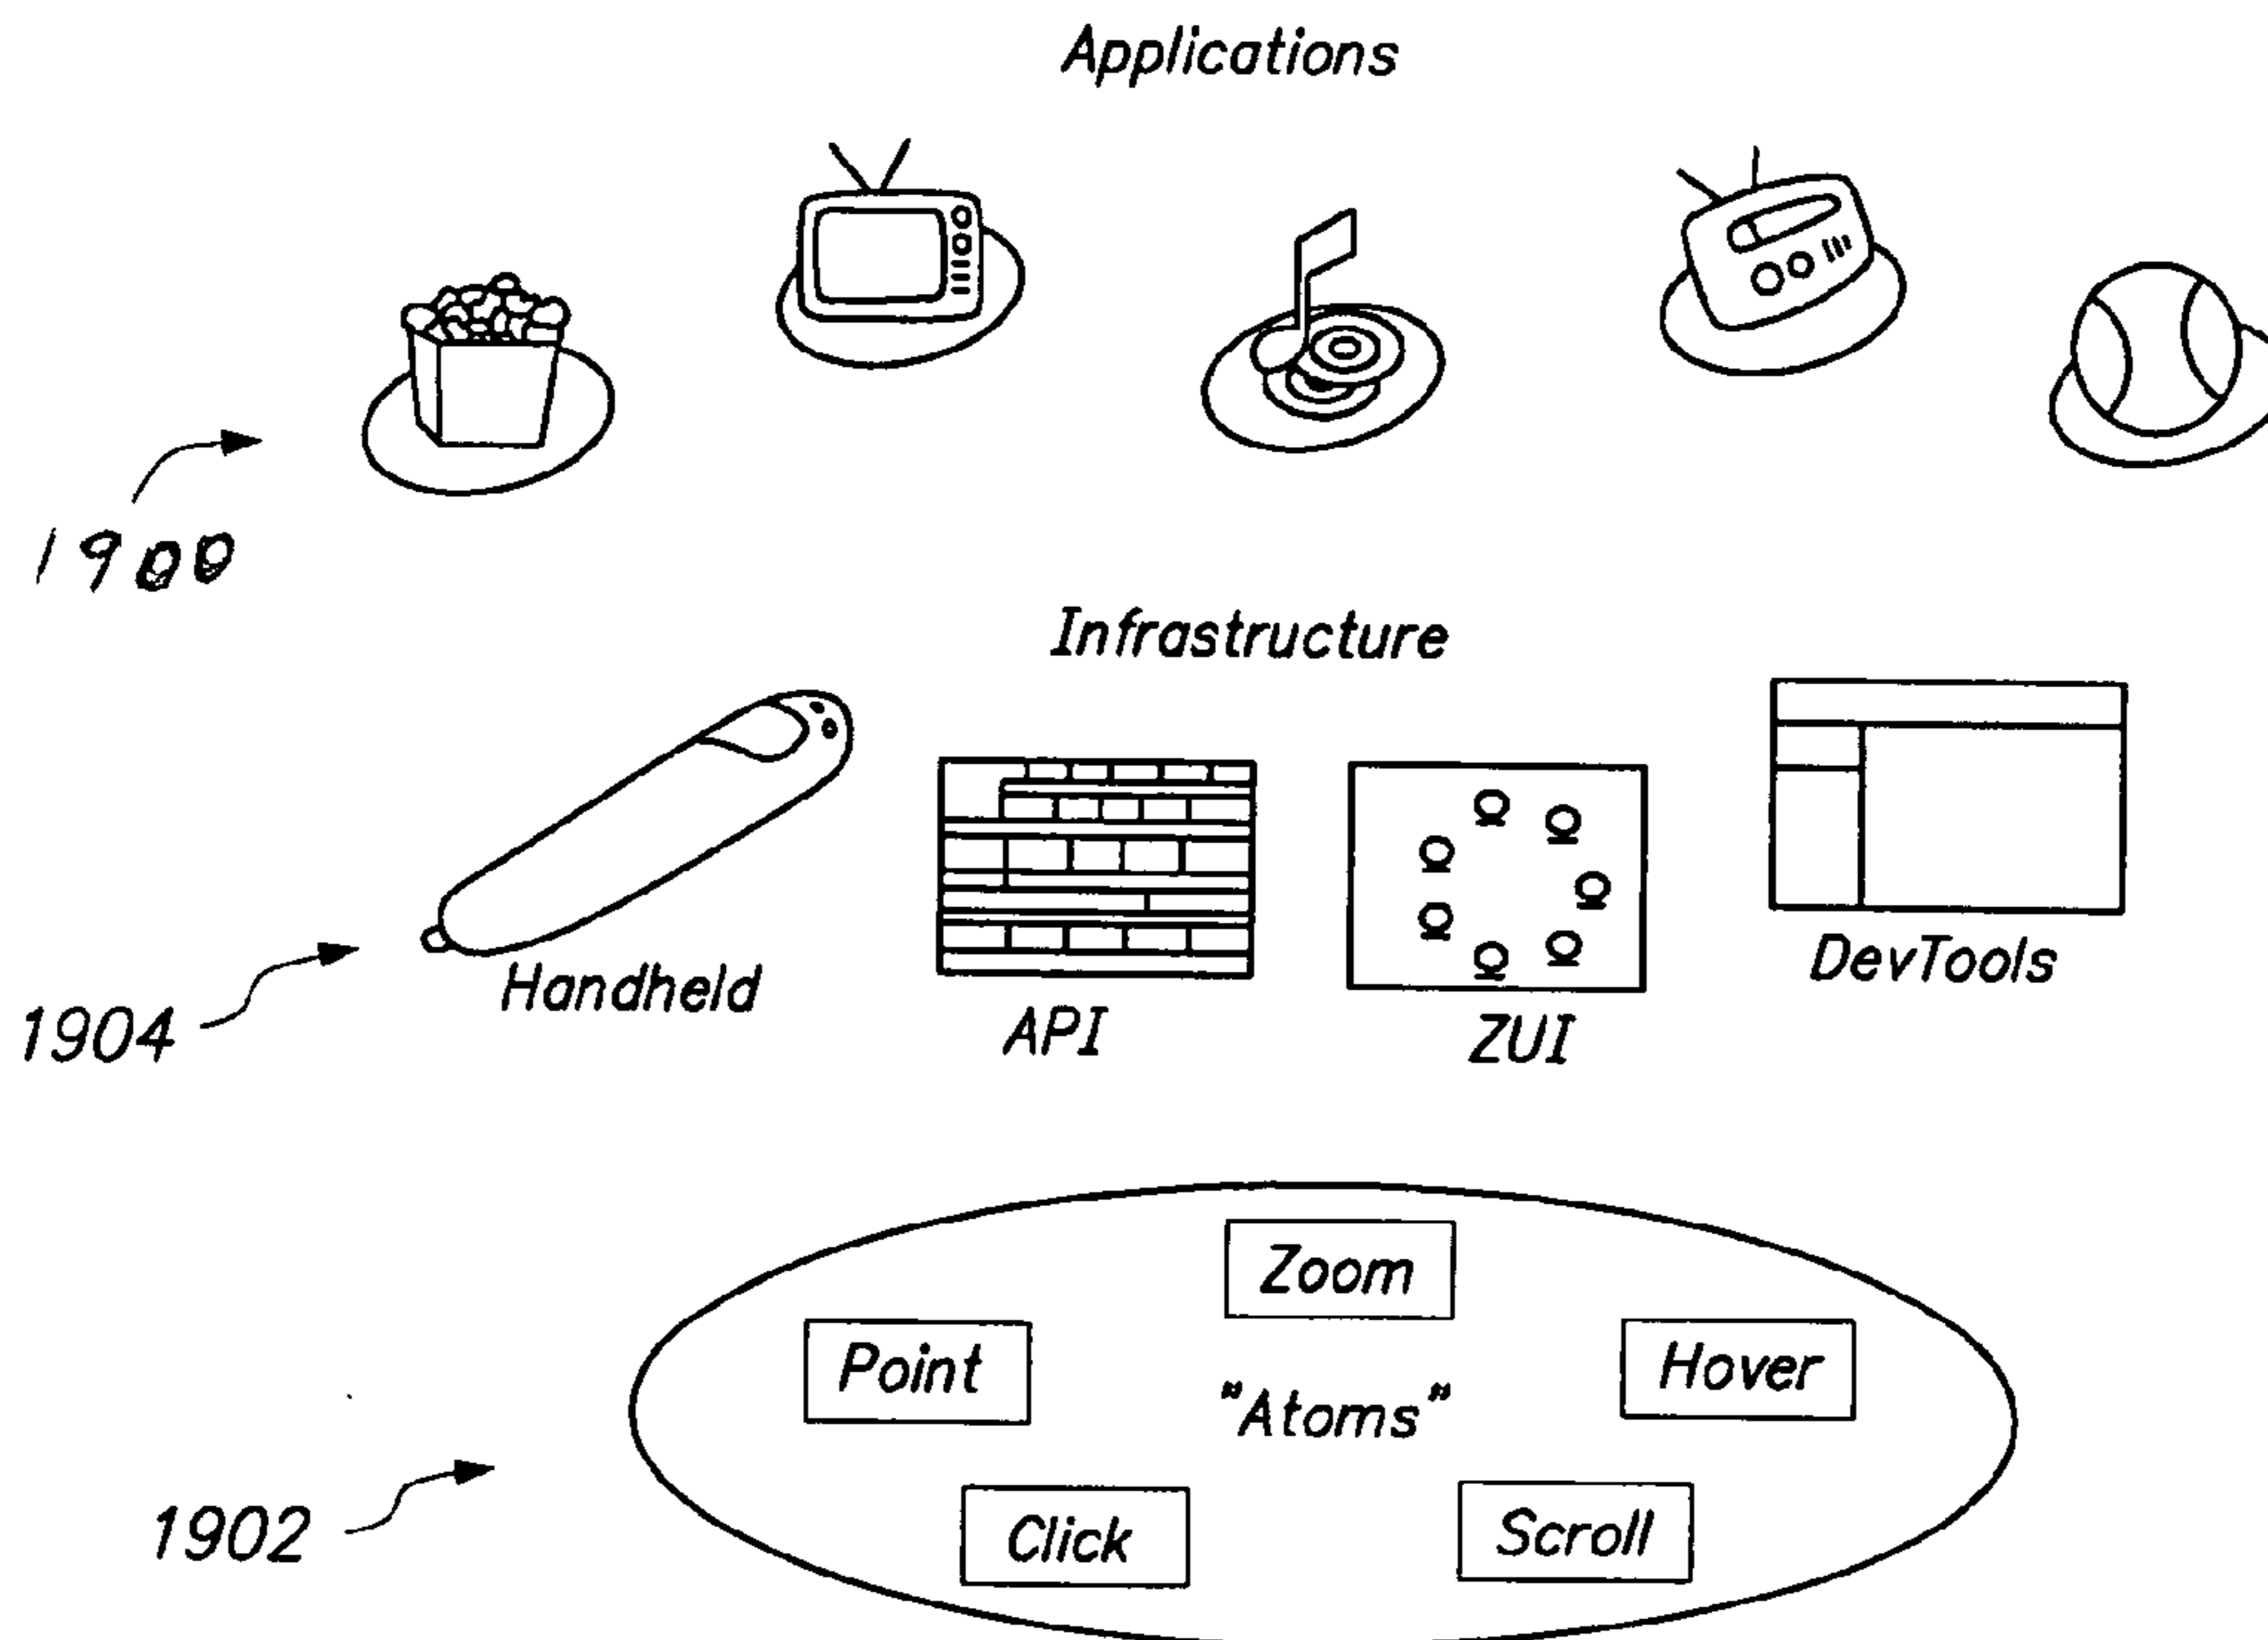 Applications
1900
Infrastructure
Handheld
API
ZUI
DevTools
1904
Zoom
Point
"Atoms"
Hover
Click
Scroll
1902